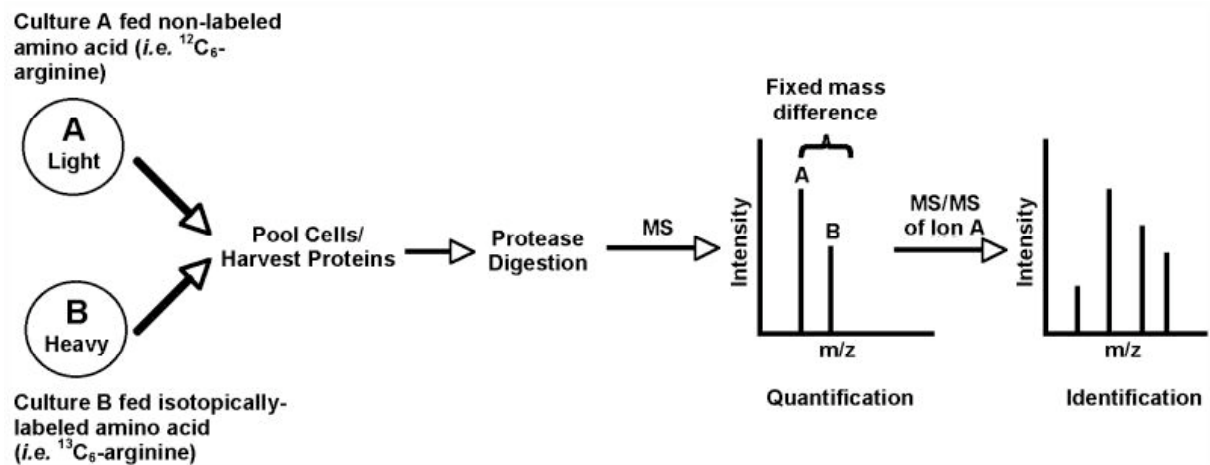 Culture A fed non-labeled
amino acid (i.e. ¹²C₆-
arginine)
A
Light
B
Heavy
Culture B fed isotopically-
labeled amino acid
(i.e. ¹³C₆-arginine)
Pool Cells/
Harvest Proteins
Protease
Digestion
MS
Fixed mass
difference
A
B
Intensity
m/z
Quantification
MS/MS
of Ion A
Intensity
m/z
Identification